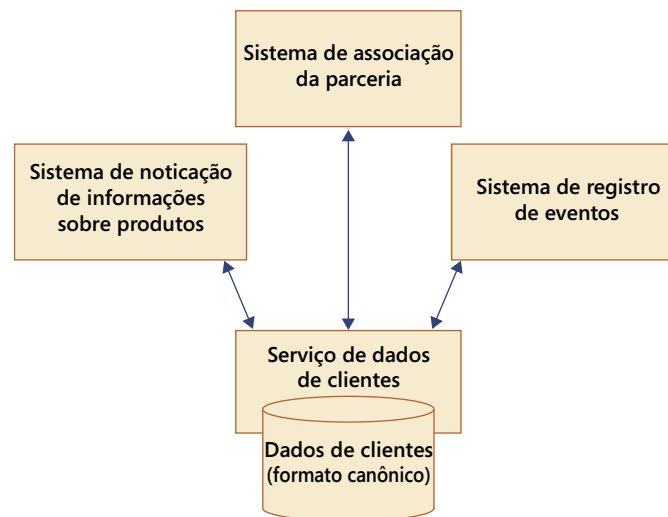 Sistema de associação
da parceria
Sistema de noticação
de informações
sobre produtos
Sistema de registro
de eventos
Serviço de dados
de clientes
Dados de clientes
(formato canônico)